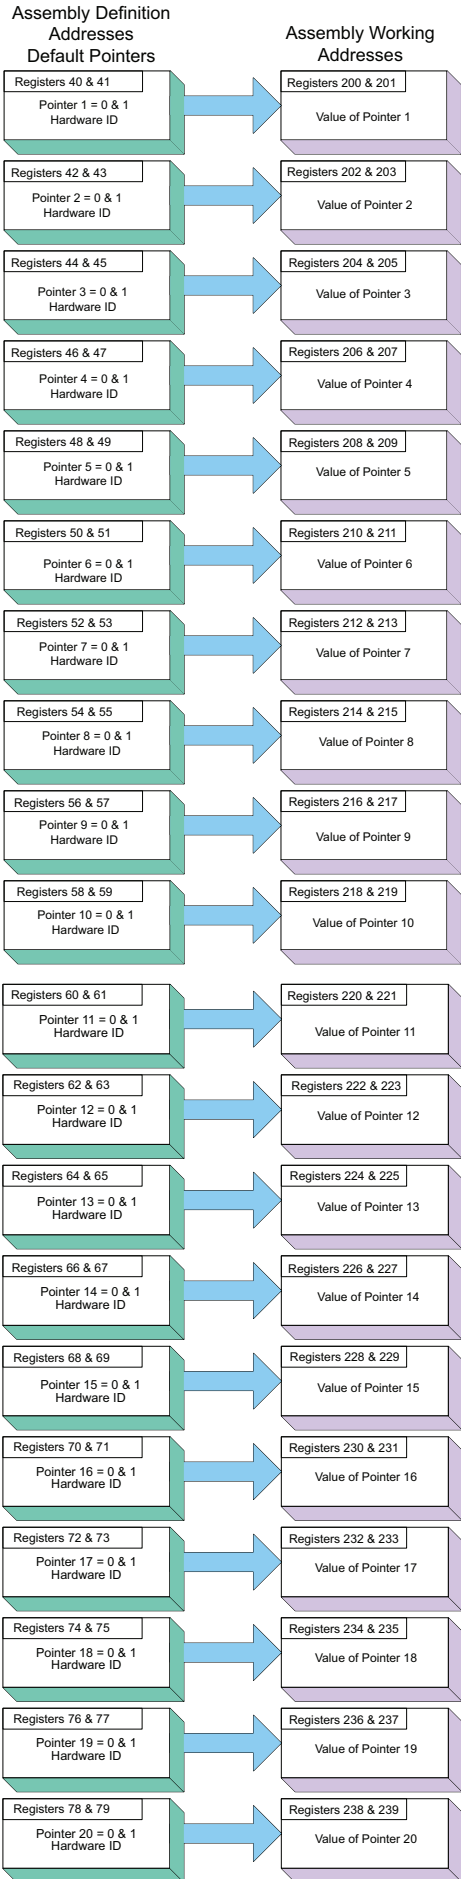 Assembly Definition
Addresses
Default Pointers
Assembly Working
Addresses
Registers 40 & 41
Pointer 1 = 0 & 1
Hardware ID
Registers 200 & 201
Value of Pointer 1
Registers 42 & 43
Pointer 2 = 0 & 1
Hardware ID
Registers 202 & 203
Value of Pointer 2
Registers 44 & 45
Pointer 3 = 0 & 1
Hardware ID
Registers 204 & 205
Value of Pointer 3
Registers 46 & 47
Pointer 4 = 0 & 1
Hardware ID
Registers 206 & 207
Value of Pointer 4
Registers 48 & 49
Pointer 5 = 0 & 1
Hardware ID
Registers 208 & 209
Value of Pointer 5
Registers 50 & 51
Pointer 6 = 0 & 1
Hardware ID
Registers 210 & 211
Value of Pointer 6
Registers 52 & 53
Pointer 7 = 0 & 1
Hardware ID
Registers 212 & 213
Value of Pointer 7
Registers 54 & 55
Pointer 8 = 0 & 1
Hardware ID
Registers 214 & 215
Value of Pointer 8
Registers 56 & 57
Pointer 9 = 0 & 1
Hardware ID
Registers 216 & 217
Value of Pointer 9
Registers 58 & 59
Pointer 10 = 0 & 1
Hardware ID
Registers 218 & 219
Value of Pointer 10
Registers 60 & 61
Pointer 11 = 0 & 1
Hardware ID
Registers 220 & 221
Value of Pointer 11
Registers 62 & 63
Pointer 12 = 0 & 1
Hardware ID
Registers 222 & 223
Value of Pointer 12
Registers 64 & 65
Pointer 13 = 0 & 1
Hardware ID
Registers 224 & 225
Value of Pointer 13
Registers 66 & 67
Pointer 14 = 0 & 1
Hardware ID
Registers 226 & 227
Value of Pointer 14
Registers 68 & 69
Pointer 15 = 0 & 1
Hardware ID
Registers 228 & 229
Value of Pointer 15
Registers 70 & 71
Pointer 16 = 0 & 1
Hardware ID
Registers 230 & 231
Value of Pointer 16
Registers 72 & 73
Pointer 17 = 0 & 1
Hardware ID
Registers 232 & 233
Value of Pointer 17
Registers 74 & 75
Pointer 18 = 0 & 1
Hardware ID
Registers 234 & 235
Value of Pointer 18
Registers 76 & 77
Pointer 19 = 0 & 1
Hardware ID
Registers 236 & 237
Value of Pointer 19
Registers 78 & 79
Pointer 20 = 0 & 1
Hardware ID
Registers 238 & 239
Value of Pointer 20